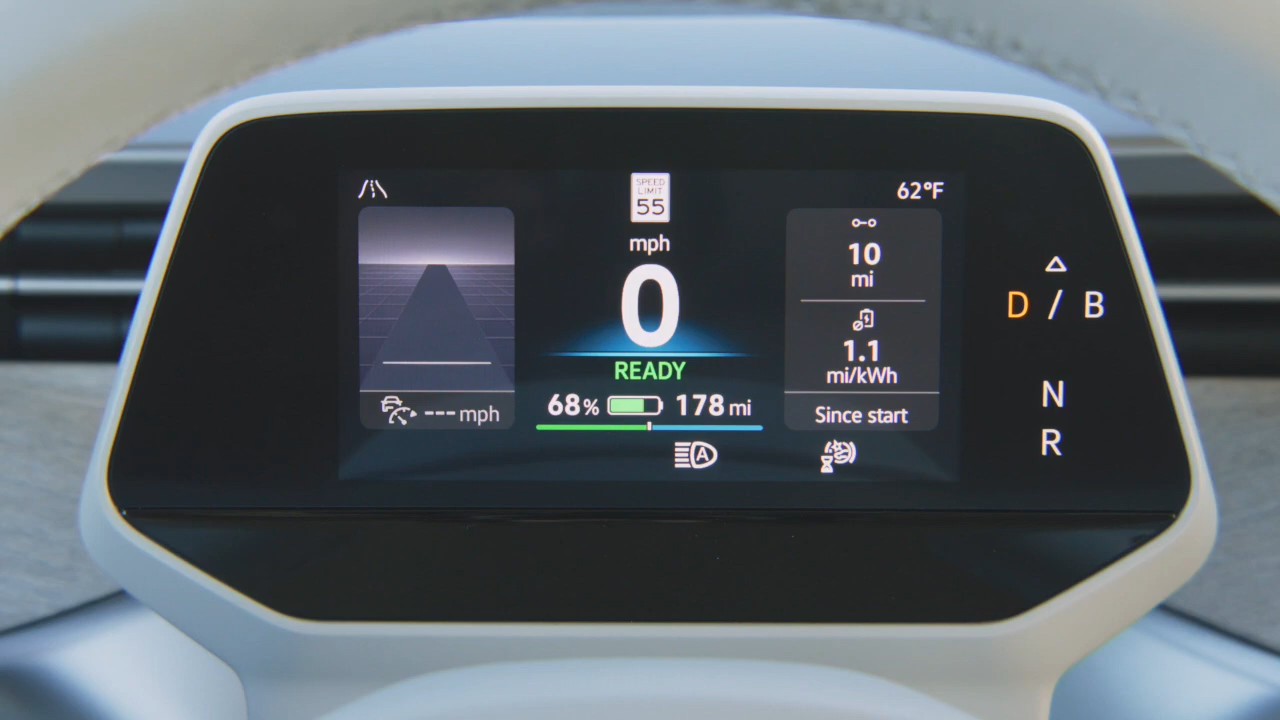 SPEED
LIMIT
55
62°F
mph
0
READY
68% 178 mi
--- mph
10
mi
1.1
mi/kWh
Since start
A
D / B
N
R